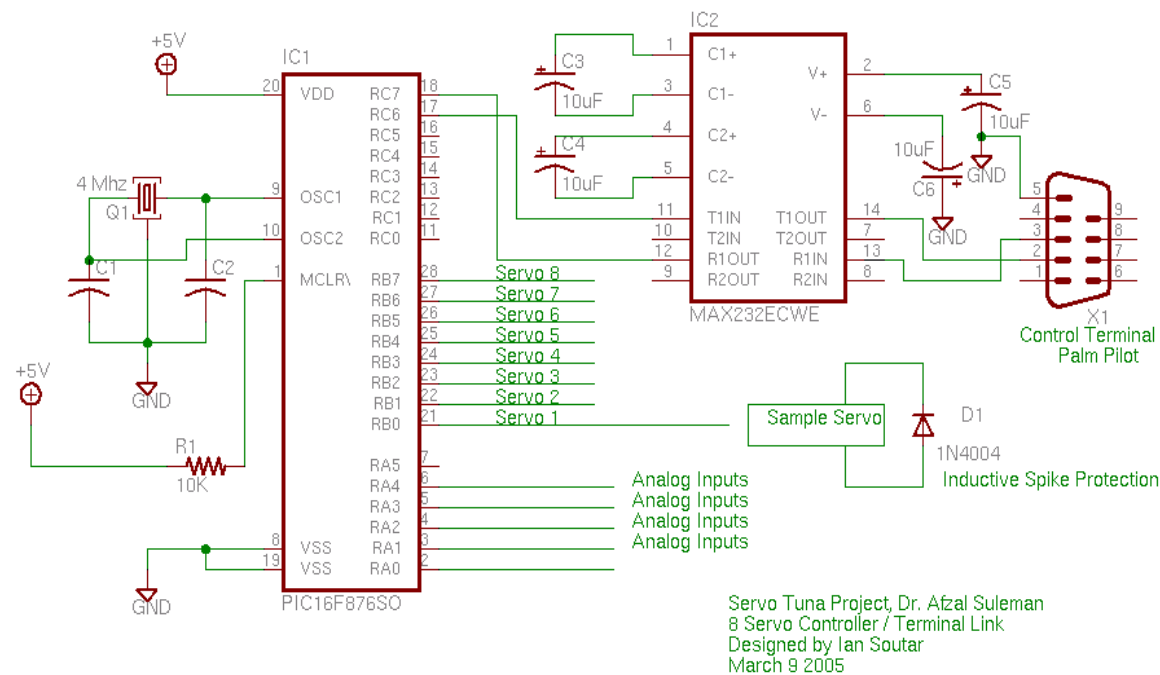 +5V
IC1
20 VDD RC7 18
RC6 17
RC5 16
RC4 15
RC3 14
4 Mhz
Q1
9 OSC1 RC2 13
RC1 12
10 OSC2 RC0 11
C1
C2
1 MCLR\ RB7 28 Servo 8
RB6 27 Servo 7
RB5 26 Servo 6
RB4 25 Servo 5
RB3 24 Servo 4
RB2 23 Servo 3
RB1 22 Servo 2
RB0 21 Servo 1
GND
+5V
R1
10K
RA5 7
RA4 6 Analog Inputs
RA3 5 Analog Inputs
RA2 4 Analog Inputs
8 VSS RA1 3 Analog Inputs
19 VSS RA0 2
GND
PIC16F876SO
IC2
1 C1+
C3
10uF
3 C1-
V+ 2
C5
10uF
GND
V- 6
10uF
C6
GND
4 C2+
C4
10uF
5 C2-
11 T1IN T1OUT 14
10 T2IN T2OUT 7
12 R1OUT R1IN 13
9 R2OUT R2IN 8
MAX232ECWE
5
4 9
3 8
2 7
1 6
X1
Control Terminal
Palm Pilot
Sample Servo
D1
1N4004
Inductive Spike Protection
Servo Tuna Project, Dr. Afzal Suleman
8 Servo Controller / Terminal Link
Designed by Ian Soutar
March 9 2005